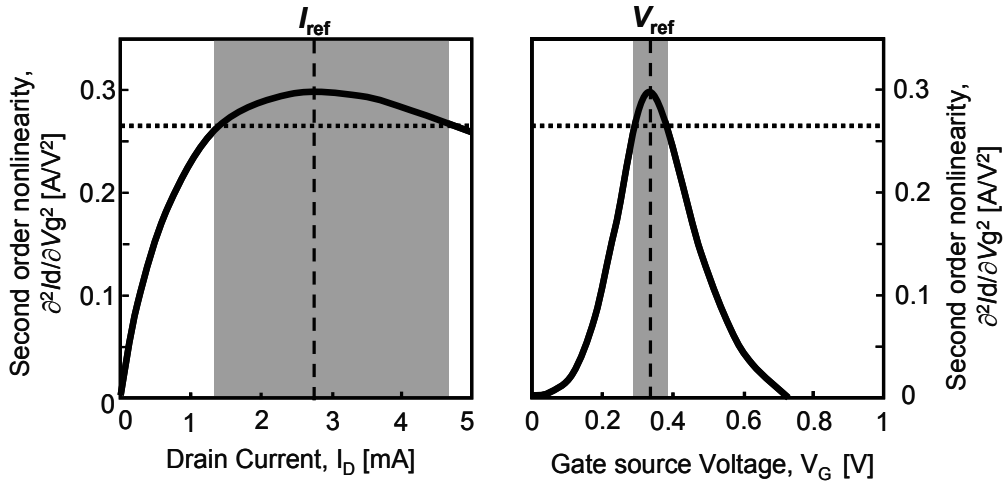 I_ref
V_ref
Second order nonlinearity,
∂²Id/∂Vg² [A/V²]
0.3
0.2
0.1
0
0 1 2 3 4 5
Drain Current, I_D [mA]
0.3
0.2
0.1
0
0 0.2 0.4 0.6 0.8 1
Gate source Voltage, V_G [V]
Second order nonlinearity,
∂²Id/∂Vg² [A/V²]